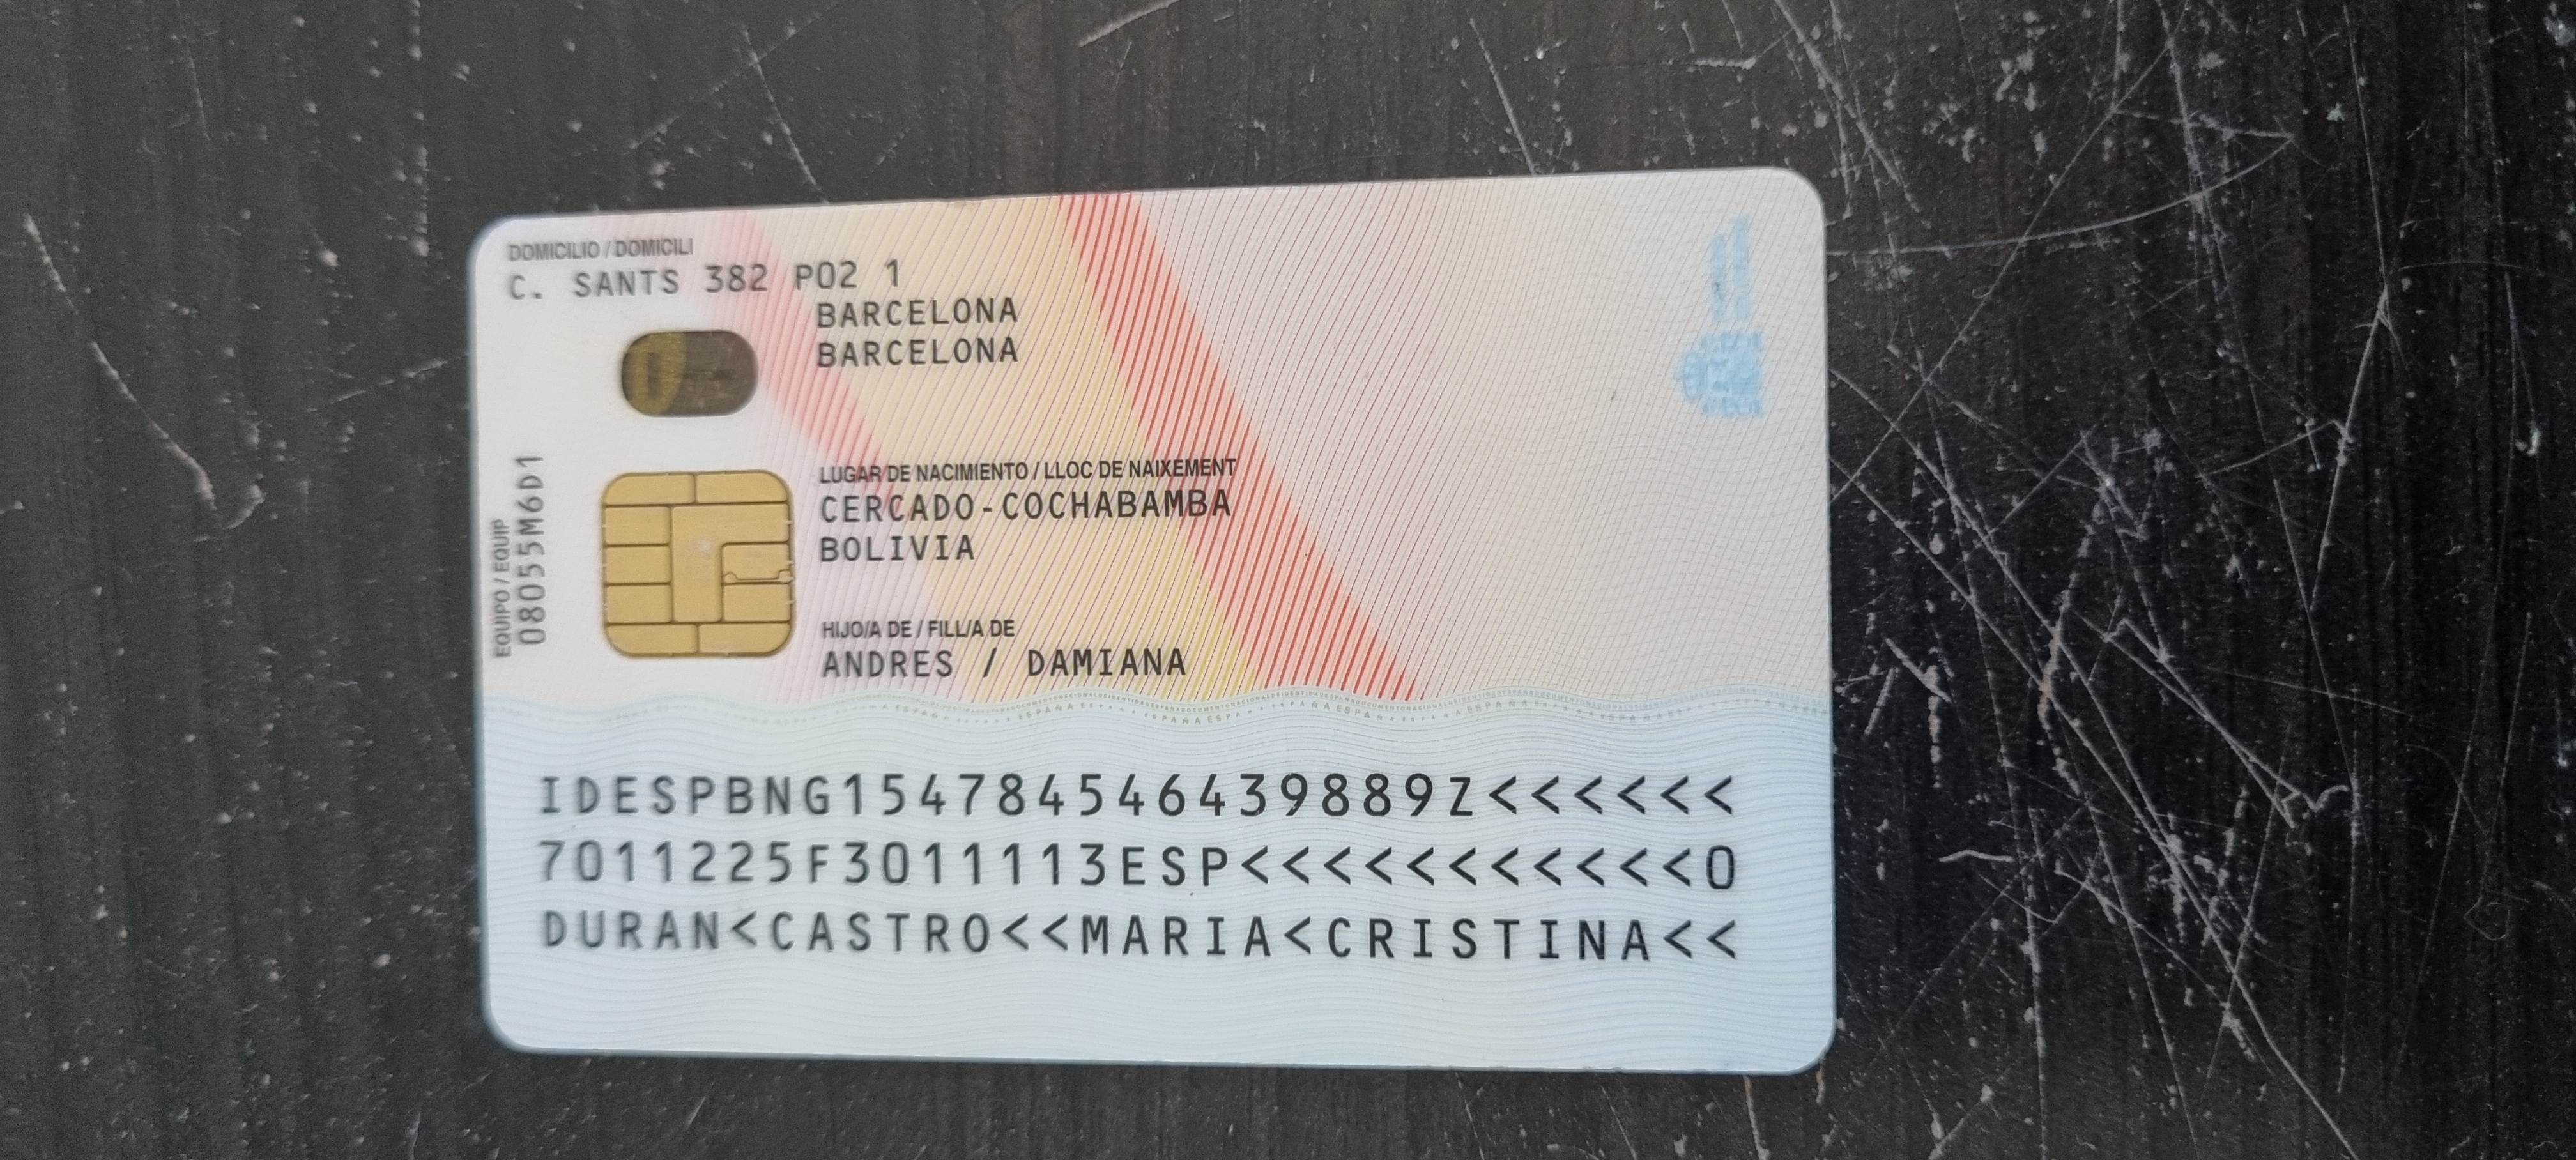 DOMICILIO / DOMICILI
C. SANTS 382 P02 1
BARCELONA
BARCELONA
LUGAR DE NACIMIENTO / LLOC DE NAIXEMENT
CERCADO-COCHABAMBA
BOLIVIA
HIJO/A DE / FILL/A DE
ANDRES / DAMIANA
EQUIPO / EQUIP
08055M6D1
IDESPBNG154784546439889Z<<<<<<
7011225F3011113ESP<<<<<<<<<<<0
DURAN<CASTRO<<MARIA<CRISTINA<<